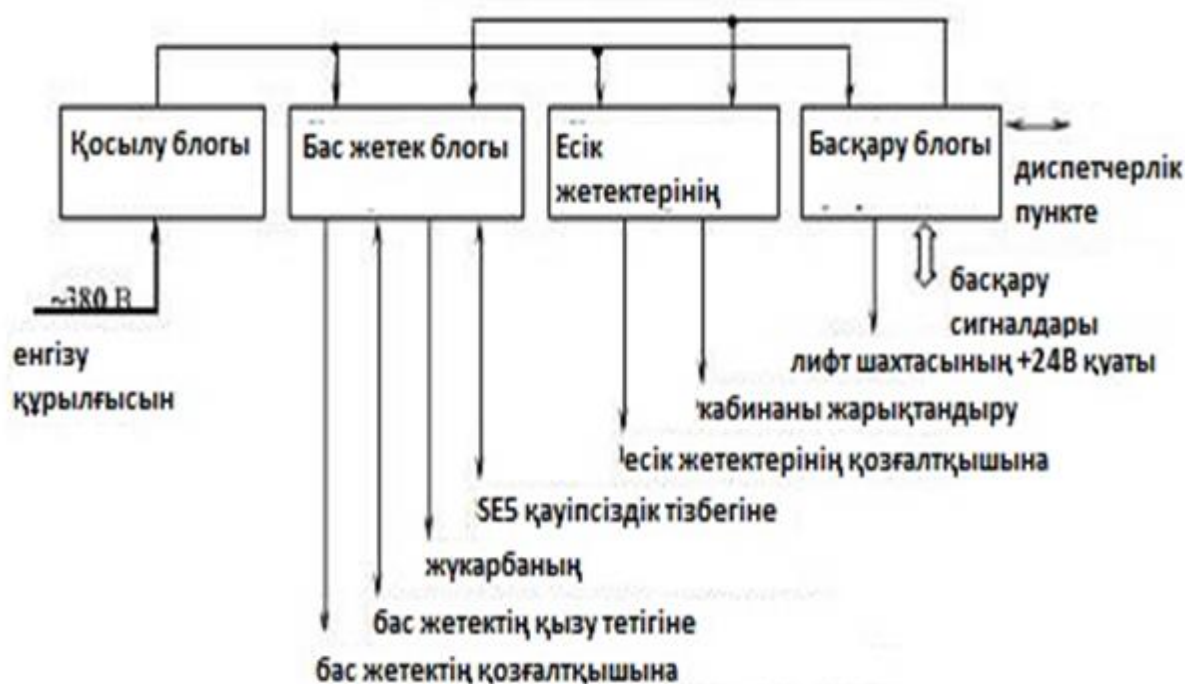 Қосылу блогы
Бас жетек блогы
Есік
жетектерінің
Басқару блогы
диспетчерлік
пункте
~380 В
енгізу
құрылғысын
басқару
сигналдары
лифт шахтасының +24В қуаты
кабинаны жарықтандыру
есік жетектерінің қозғалтқышына
SE5 қауіпсіздік тізбегіне
жүкарбаның
бас жетектің қызу тетігіне
бас жетектің қозғалтқышына